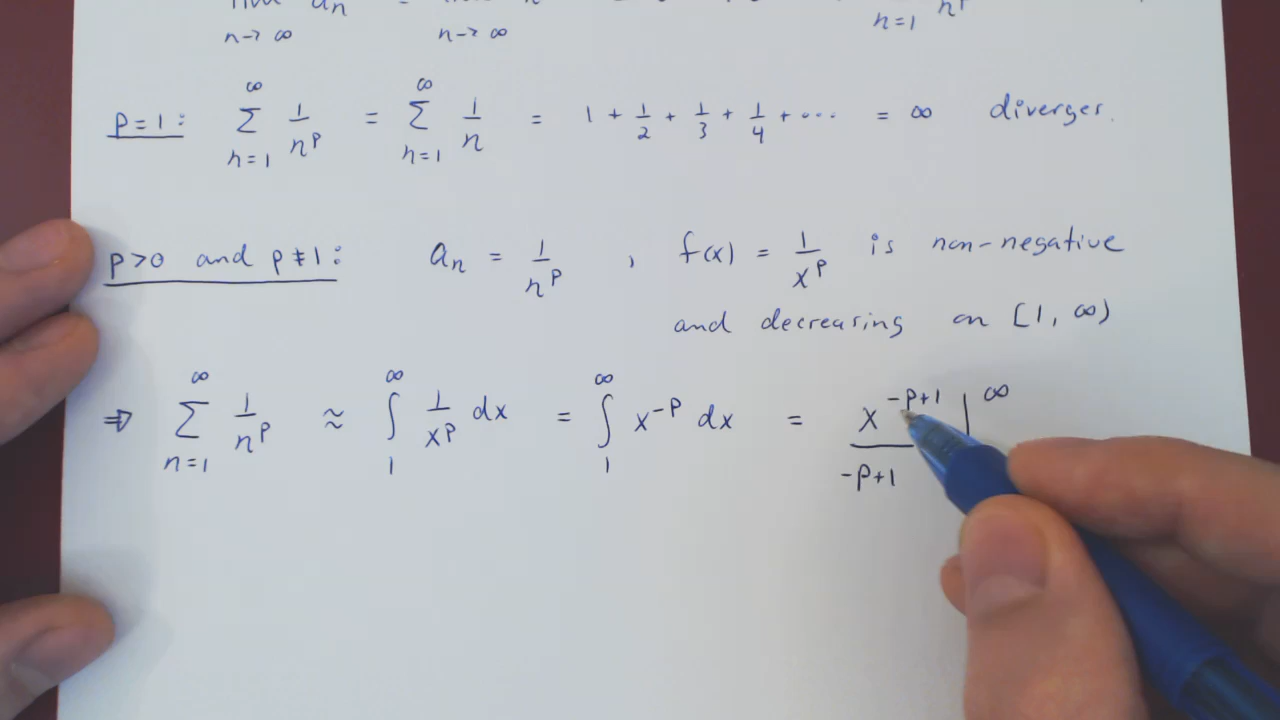 n→∞ n→∞ n=1
p=1: ∑_{n=1}^{∞} 1/n^p = ∑_{n=1}^{∞} 1/n = 1 + 1/2 + 1/3 + 1/4 + ... = ∞ diverges.
p>0 and p≠1: a_n = 1/n^p , f(x) = 1/x^p is non-negative
and decreasing on [1, ∞)
⇒ ∑_{n=1}^{∞} 1/n^p ≈ ∫_1^∞ 1/x^p dx = ∫_1^∞ x^{-p} dx = x^{-p+1}/(-p+1) |^∞